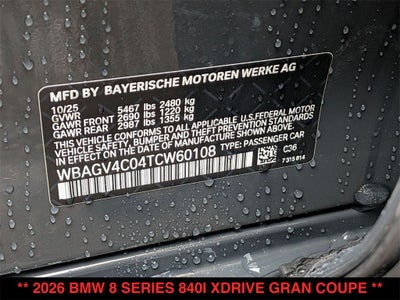 MFD BY BAYERISCHE MOTOREN WERKE AG
10/25
GVWR 5467 lbs 2480 kg
GAWR FRONT 2690 lbs 1220 kg
GAWR REAR 2987 lbs 1355 kg
THIS VEHICLE CONFORMS TO ALL APPLICABLE U.S. FEDERAL
MOTOR VEHICLE SAFETY, BUMPER, AND THEFT PREVENTION
STANDARDS IN EFFECT ON THE DATE OF MANUFACTURE SHOWN ABOVE.
WBAGV4C04TCW60108 TYPE: PASSENGER CAR
C36
7 315 814
** 2026 BMW 8 SERIES 840I XDRIVE GRAN COUPE **